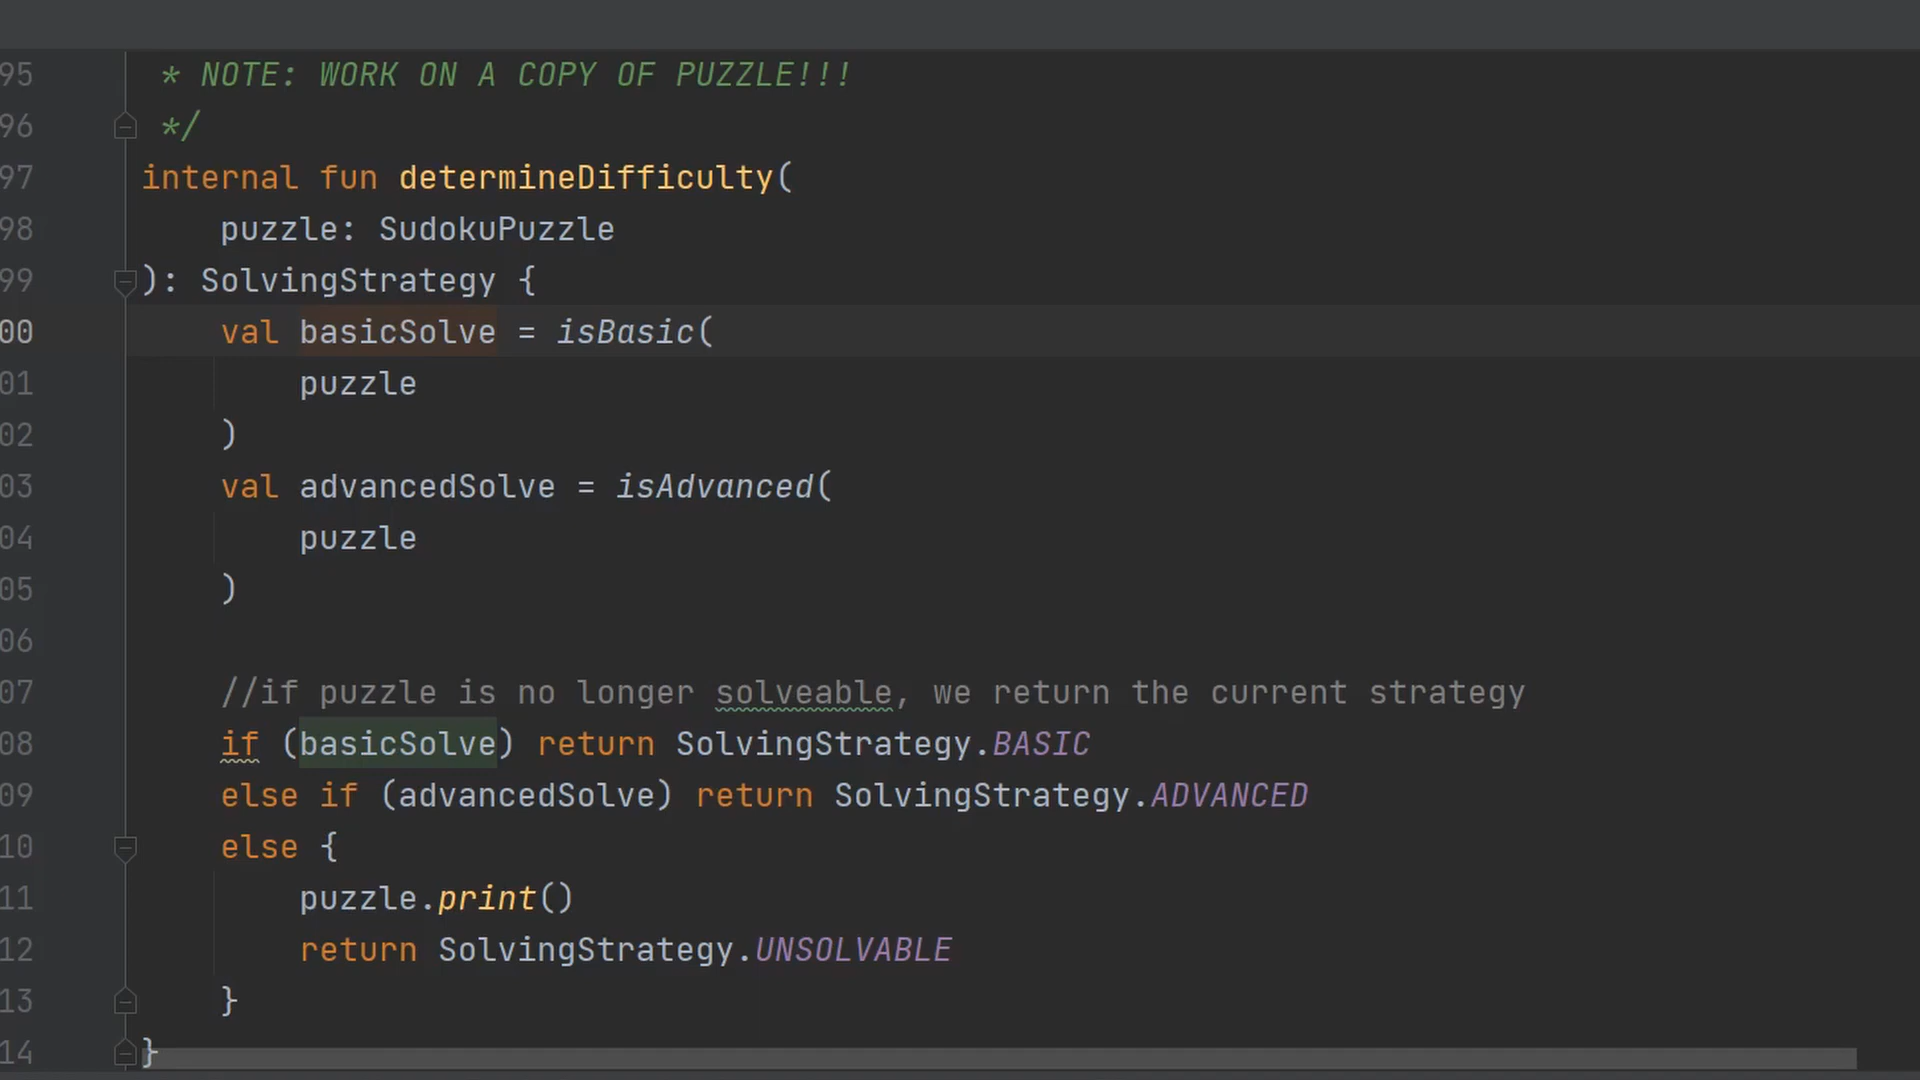 95 * NOTE: WORK ON A COPY OF PUZZLE!!!
96 */
97 internal fun determineDifficulty(
98 puzzle: SudokuPuzzle
99 ): SolvingStrategy {
00 val basicSolve = isBasic(
01 puzzle
02 )
03 val advancedSolve = isAdvanced(
04 puzzle
05 )
06
07 //if puzzle is no longer solveable, we return the current strategy
08 if (basicSolve) return SolvingStrategy.BASIC
09 else if (advancedSolve) return SolvingStrategy.ADVANCED
10 else {
11 puzzle.print()
12 return SolvingStrategy.UNSOLVABLE
13 }
14 }